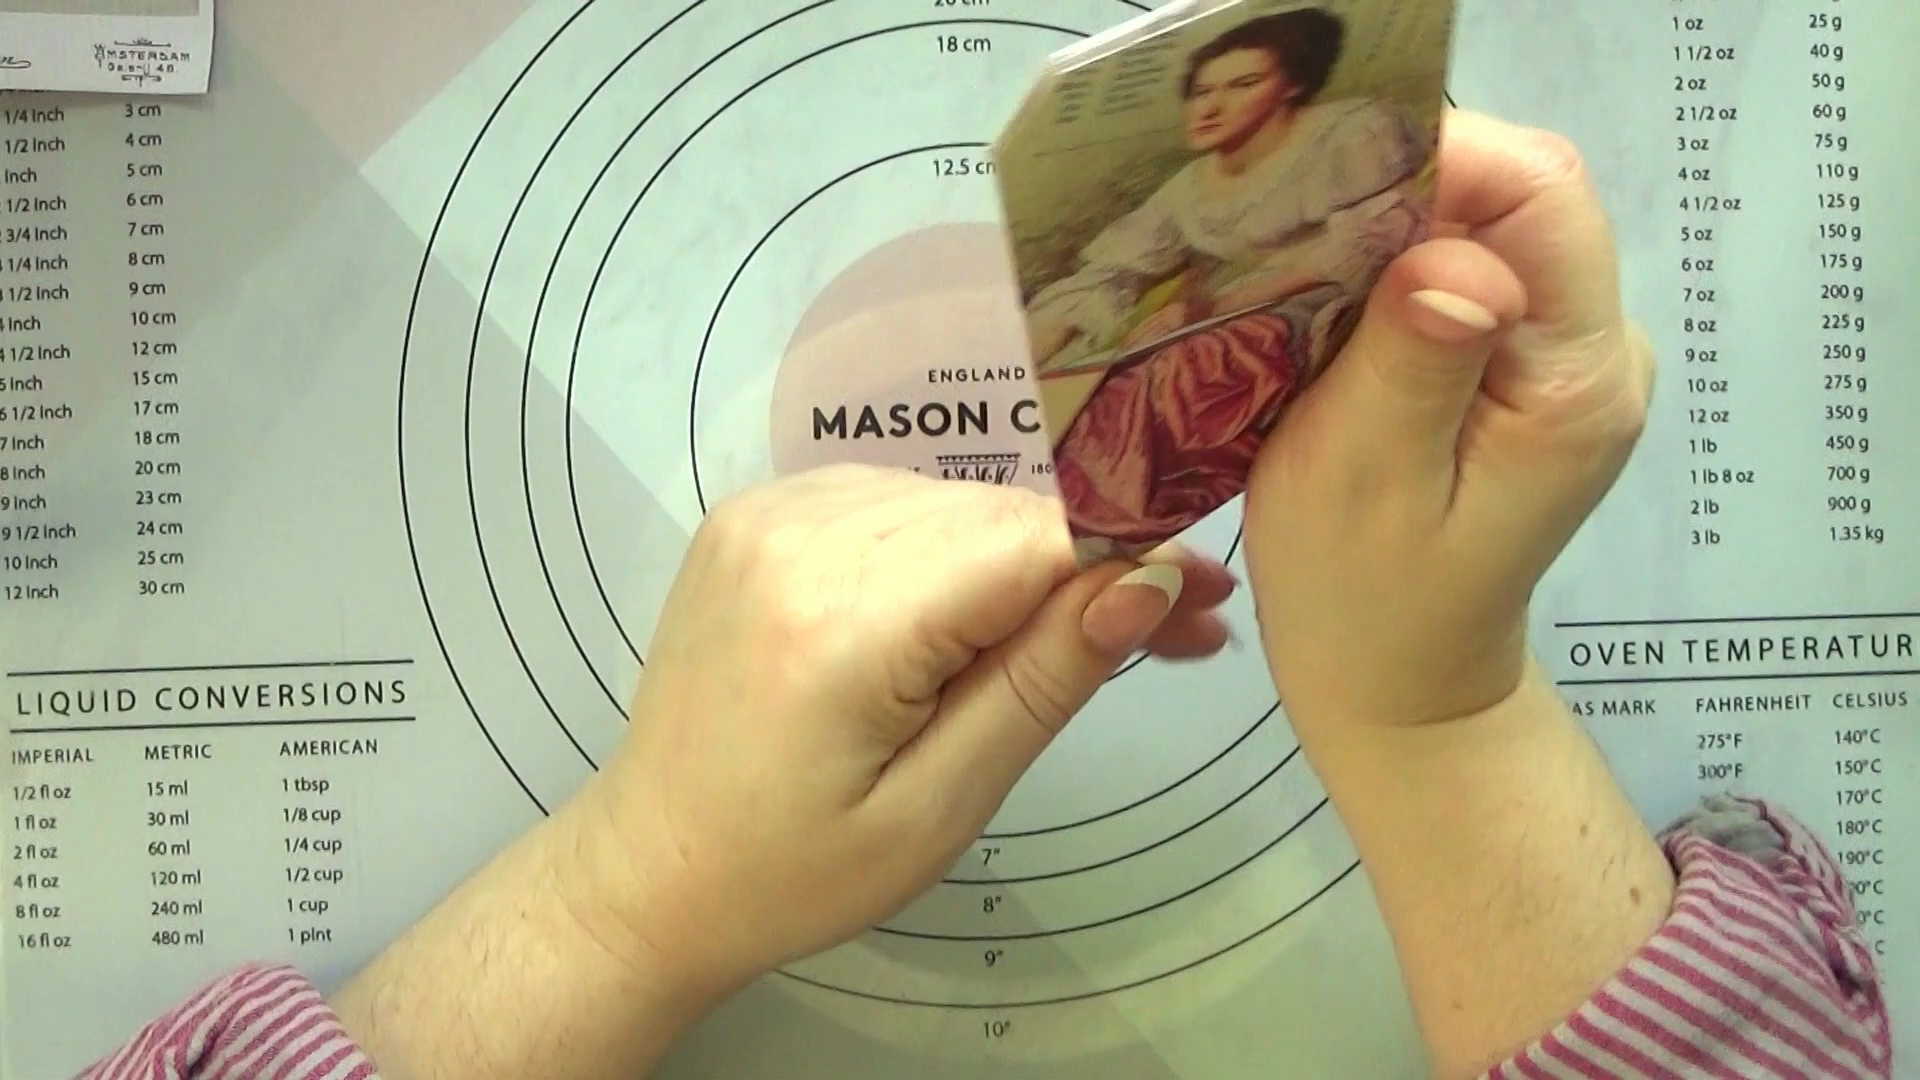 AMSTERDAM
1/4 Inch 3 cm
1/2 Inch 4 cm
Inch 5 cm
1/2 Inch 6 cm
3/4 Inch 7 cm
1/4 Inch 8 cm
1/2 Inch 9 cm
4 Inch 10 cm
4 1/2 Inch 12 cm
5 Inch 15 cm
6 1/2 Inch 17 cm
7 Inch 18 cm
8 Inch 20 cm
9 Inch 23 cm
9 1/2 Inch 24 cm
10 Inch 25 cm
12 Inch 30 cm
LIQUID CONVERSIONS
IMPERIAL METRIC AMERICAN
1/2 fl oz 15 ml 1 tbsp
1 fl oz 30 ml 1/8 cup
2 fl oz 60 ml 1/4 cup
4 fl oz 120 ml 1/2 cup
8 fl oz 240 ml 1 cup
16 fl oz 480 ml 1 pint
20 cm
18 cm
12.5 cm
ENGLAND
MASON C
180
7"
8"
9"
10"
1 oz 25 g
1 1/2 oz 40 g
2 oz 50 g
2 1/2 oz 60 g
3 oz 75 g
4 oz 110 g
4 1/2 oz 125 g
5 oz 150 g
6 oz 175 g
7 oz 200 g
8 oz 225 g
9 oz 250 g
10 oz 275 g
12 oz 350 g
1 lb 450 g
1 lb 8 oz 700 g
2 lb 900 g
3 lb 1.35 kg
OVEN TEMPERATUR
AS MARK FAHRENHEIT CELSIUS
275°F 140°C
300°F 150°C
170°C
180°C
190°C
0°C
0°C
C